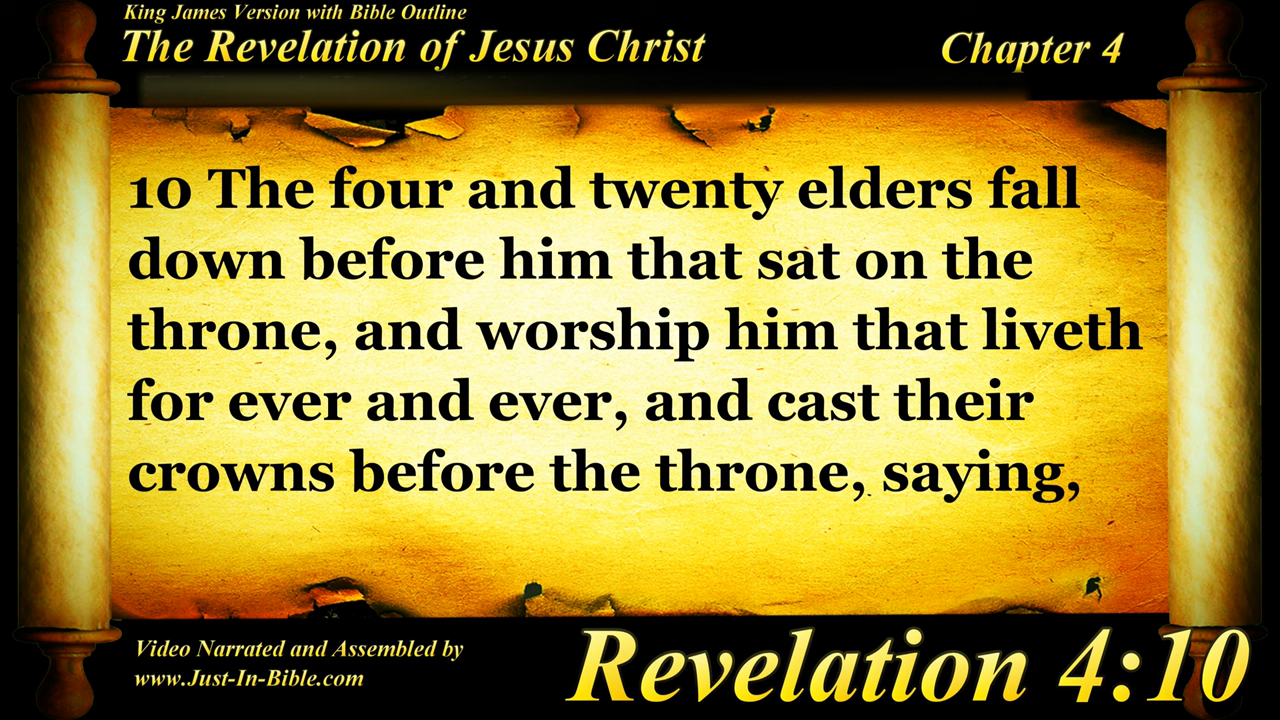 King James Version with Bible Outline
The Revelation of Jesus Christ
Chapter 4
10 The four and twenty elders fall
down before him that sat on the
throne, and worship him that liveth
for ever and ever, and cast their
crowns before the throne, saying,
Video Narrated and Assembled by
www.Just-In-Bible.com
Revelation 4:10